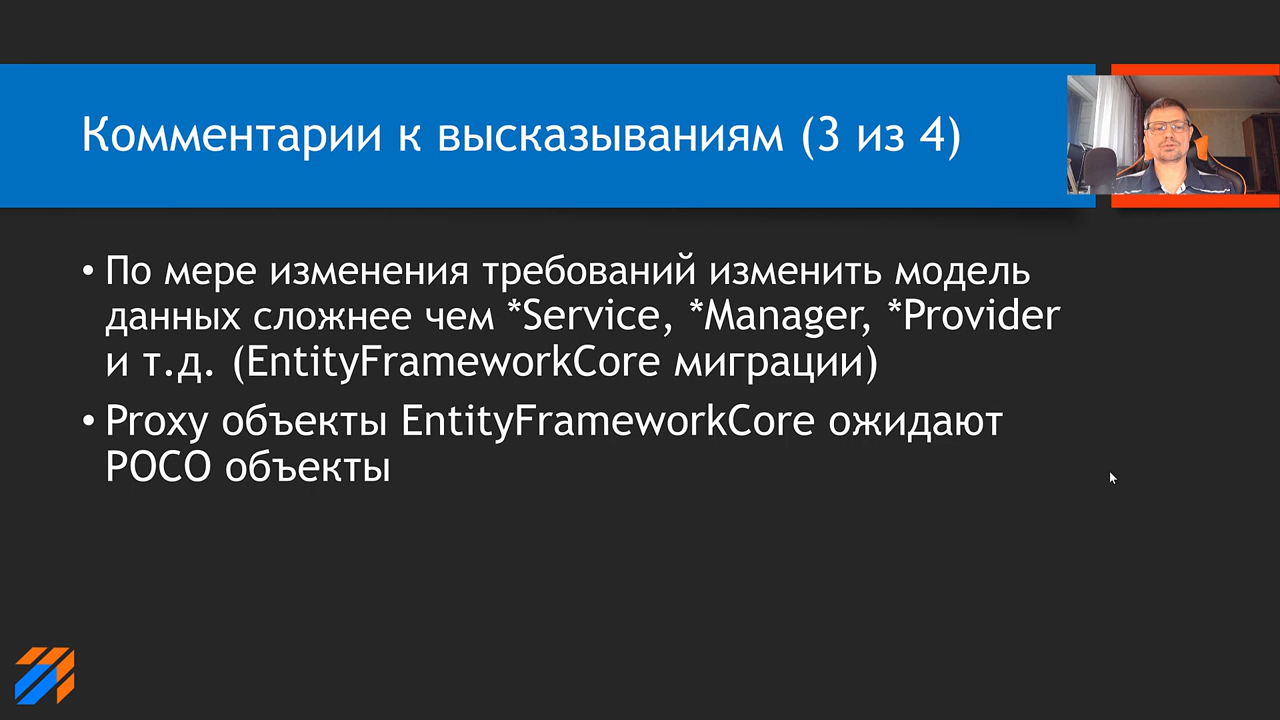 Комментарии к высказываниям (3 из 4)
• По мере изменения требований изменить модель
данных сложнее чем *Service, *Manager, *Provider
и т.д. (EntityFrameworkCore миграции)
• Proxy объекты EntityFrameworkCore ожидают
POCO объекты